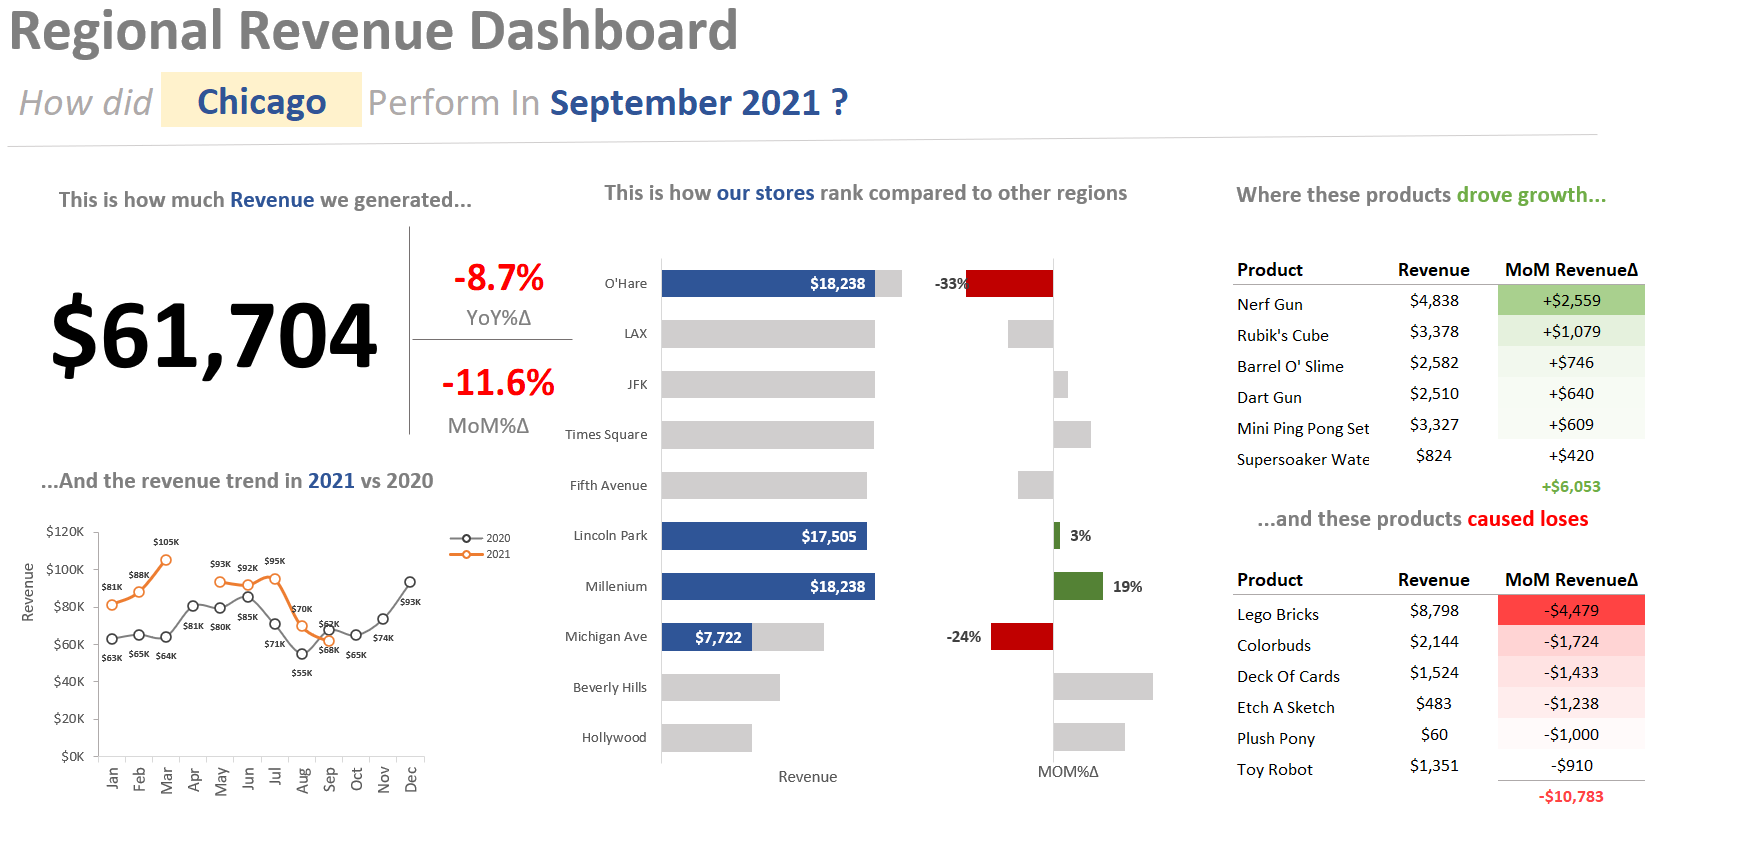 Regional Revenue Dashboard
How did Chicago Perform In September 2021 ?
This is how much Revenue we generated...
$61,704
-8.7%
YoY%Δ
-11.6%
MoM%Δ
...And the revenue trend in 2021 vs 2020
Revenue
$120K
$100K
$80K
$60K
$40K
$20K
$0K
2020
2021
$81K
$88K
$105K
$93K
$92K
$95K
$70K
$62K
$63K
$65K
$64K
$81K
$80K
$85K
$71K
$55K
$68K
$65K
$74K
$93K
Jan
Feb
Mar
Apr
May
Jun
Jul
Aug
Sep
Oct
Nov
Dec
This is how our stores rank compared to other regions
O'Hare $18,238 -33%
LAX
JFK
Times Square
Fifth Avenue
Lincoln Park $17,505 3%
Millenium $18,238 19%
Michigan Ave $7,722 -24%
Beverly Hills
Hollywood
Revenue
MOM%Δ
Where these products drove growth...
Product Revenue MoM RevenueΔ
Nerf Gun $4,838 +$2,559
Rubik's Cube $3,378 +$1,079
Barrel O' Slime $2,582 +$746
Dart Gun $2,510 +$640
Mini Ping Pong Set $3,327 +$609
Supersoaker Wate $824 +$420
+$6,053
...and these products caused loses
Product Revenue MoM RevenueΔ
Lego Bricks $8,798 -$4,479
Colorbuds $2,144 -$1,724
Deck Of Cards $1,524 -$1,433
Etch A Sketch $483 -$1,238
Plush Pony $60 -$1,000
Toy Robot $1,351 -$910
-$10,783